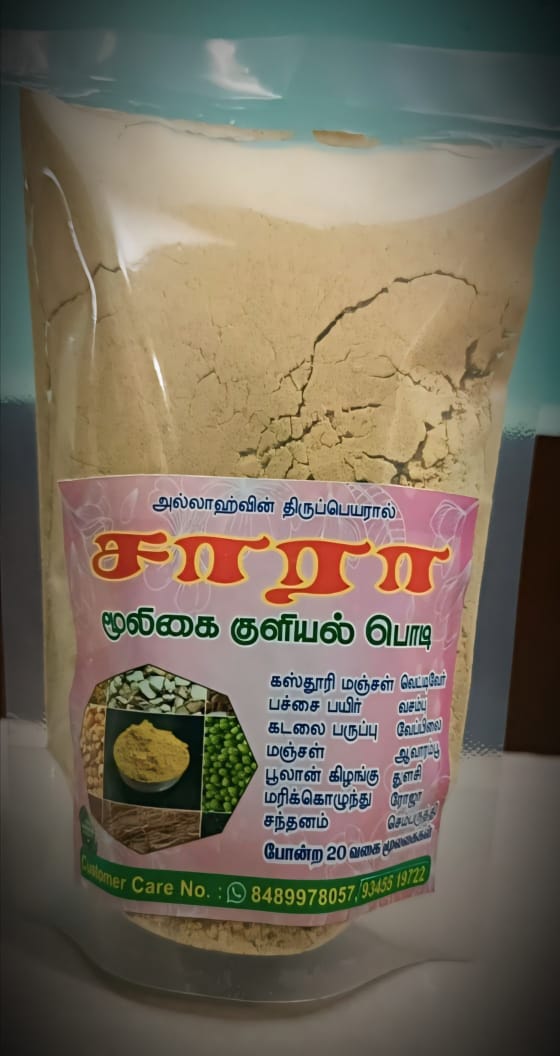 அல்லாஹ்வின் திருப்பெயரால்
சாரா
மூலிகை குளியல் பொடி
கஸ்தூரி மஞ்சள் வெட்டிவேர்
பச்சை பயிர் வசம்பு
கடலை பருப்பு வேப்பிலை
மஞ்சள் ஆவாரம்பூ
பூலான் கிழங்கு துளசி
மரிக்கொழுந்து ரோஜா
சந்தனம் செம்பருத்தி
போன்ற 20 வகை மூலிகைகள்
Customer Care No. : 8489978057, 93455 19722